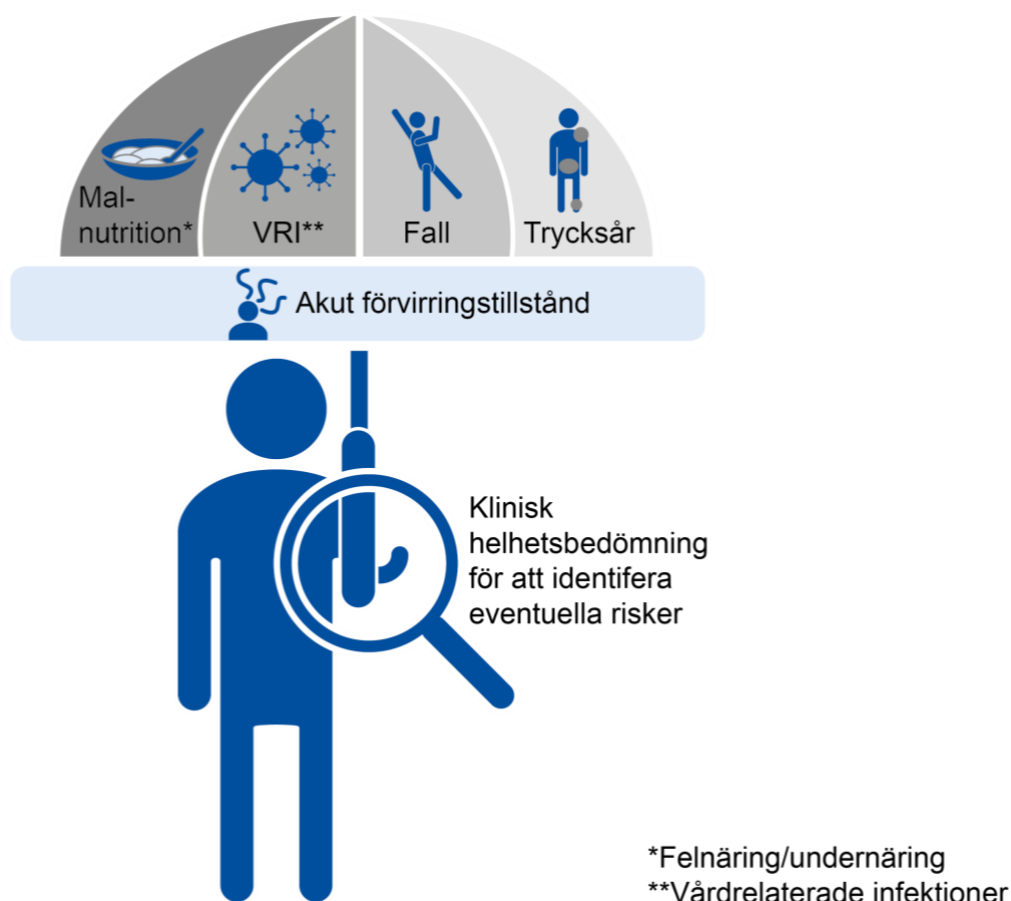 Mal-
nutrition*
VRI**
Fall
Trycksår
Akut förvirringstillstånd
Klinisk
helhetsbedömning
för att identifera
eventuella risker
*Felnäring/undernäring
**Vårdrelaterade infektioner